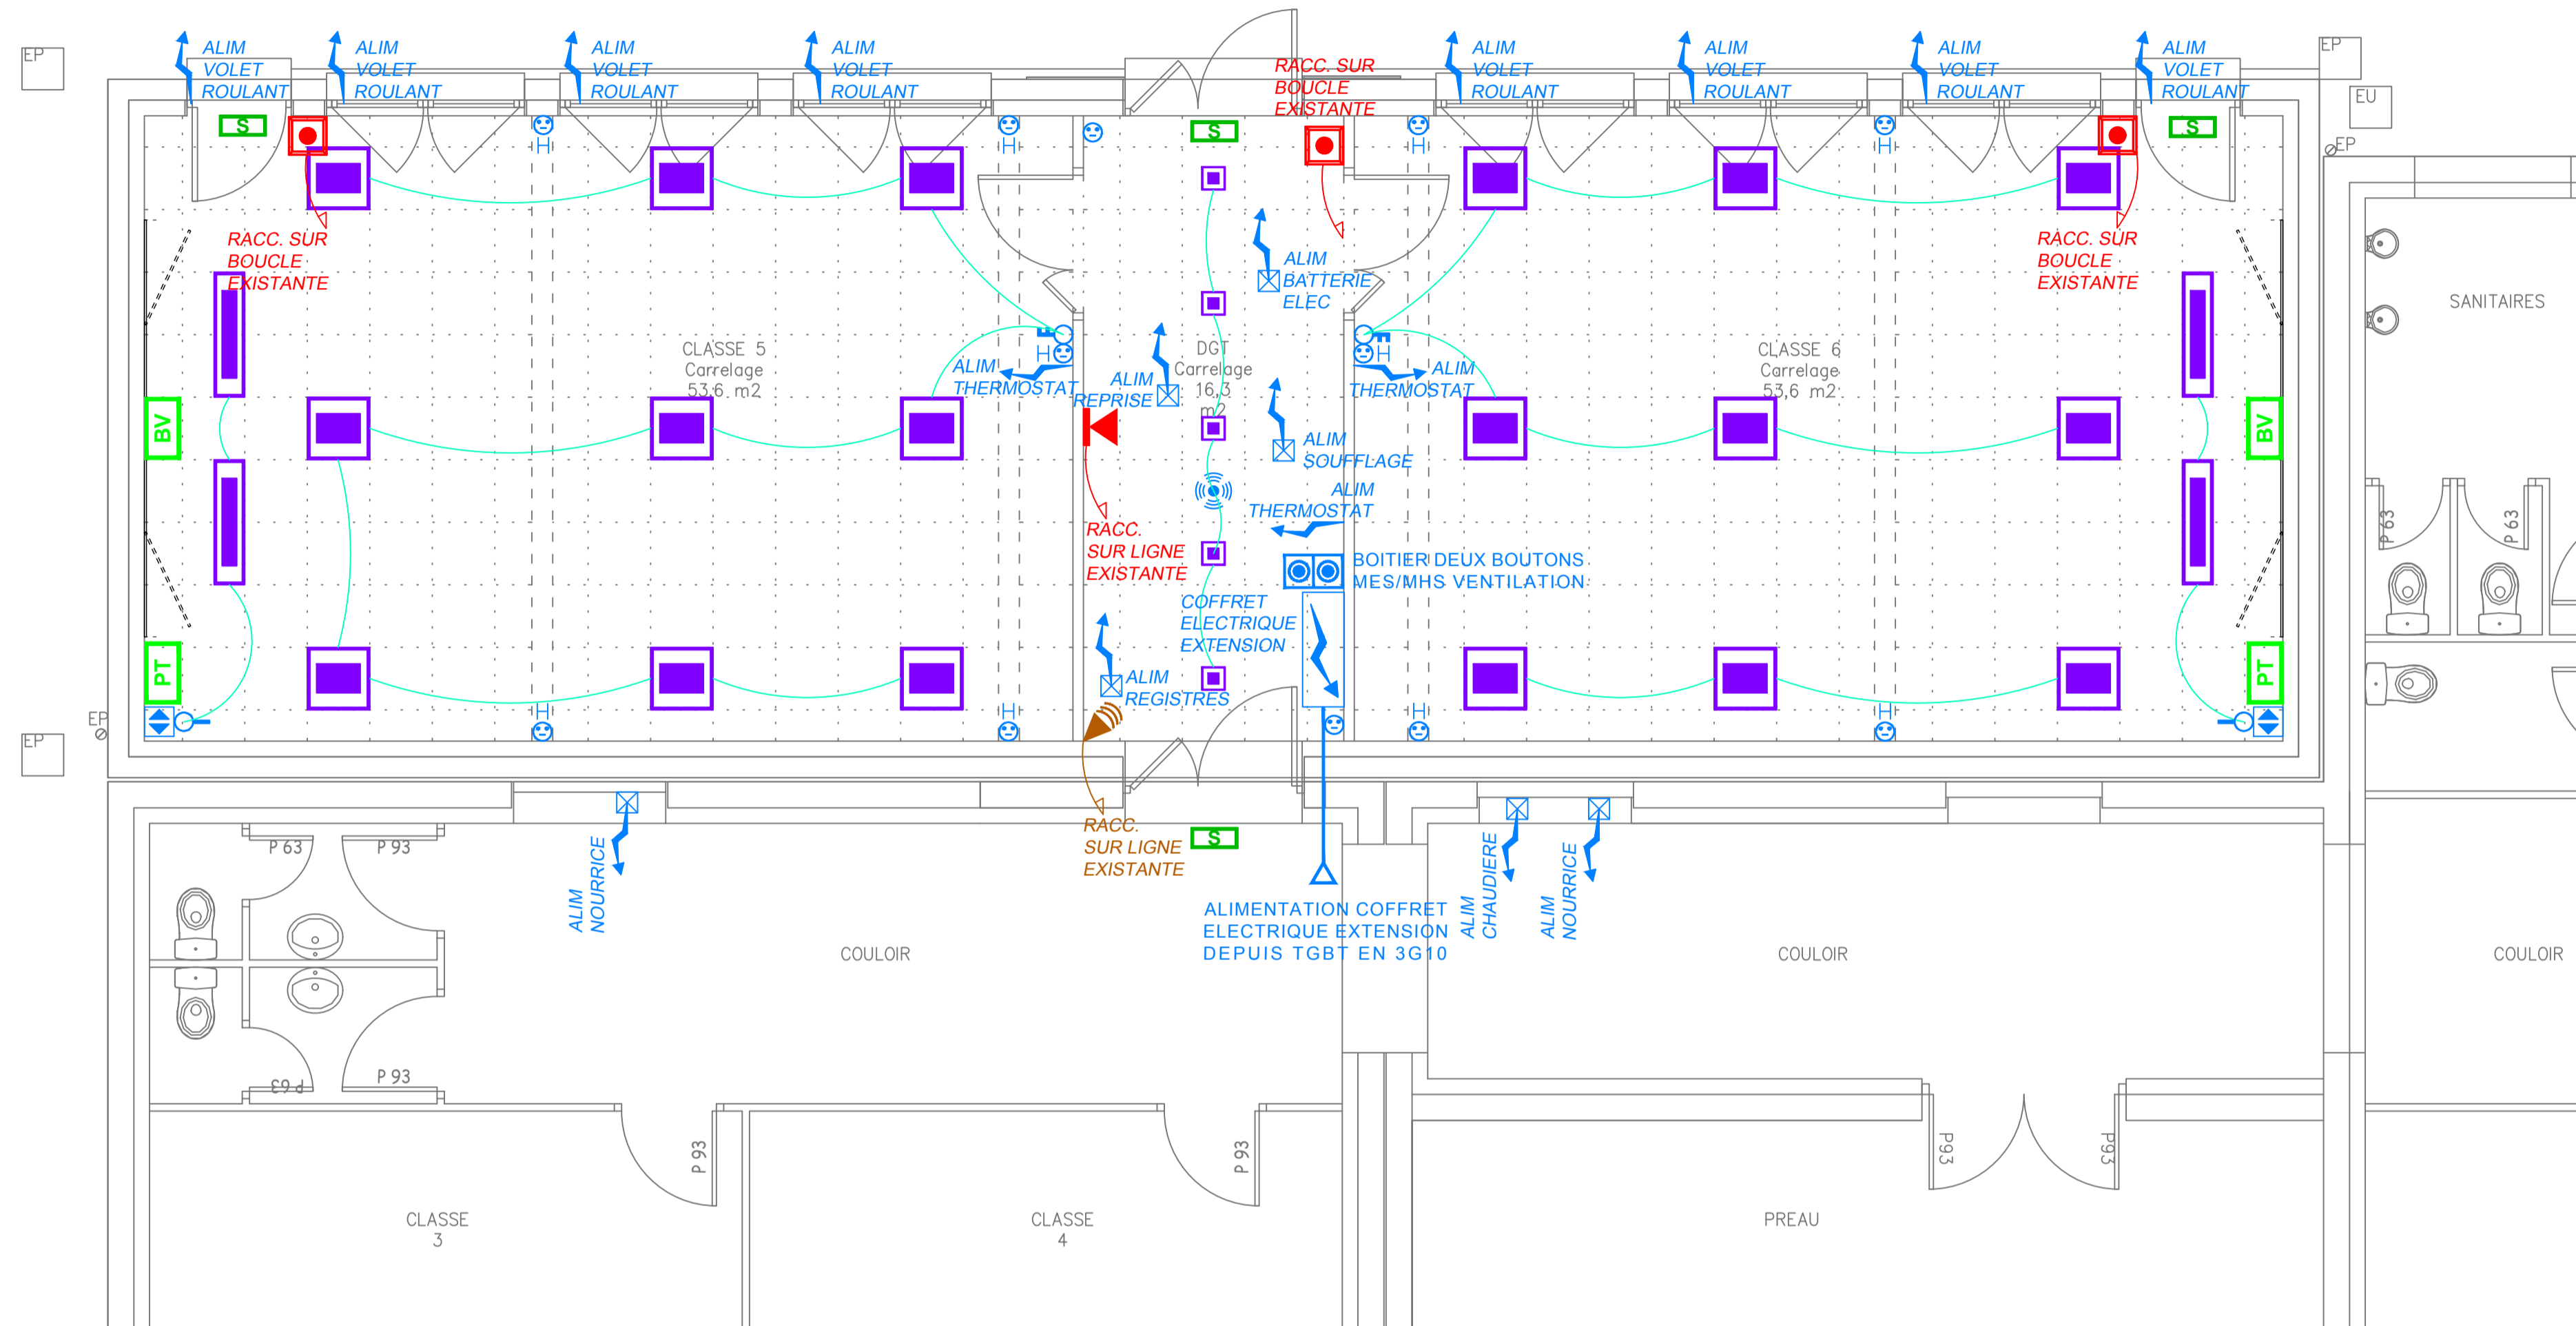 EP
ALIM
VOLET
ROULANT
ALIM
VOLET
ROULANT
ALIM
VOLET
ROULANT
ALIM
VOLET
ROULANT
RACC. SUR
BOUCLE
EXISTANTE
ALIM
VOLET
ROULANT
ALIM
VOLET
ROULANT
ALIM
VOLET
ROULANT
ALIM
VOLET
ROULANT
EP
EU
EP
S
S
S
H
H
H
H
RACC. SUR
BOUCLE
EXISTANTE
RACC. SUR
BOUCLE
EXISTANTE
ALIM
BATTERIE
ELEC
SANITAIRES
CLASSE 5
Carrelage
53,6 m2
DGT
Carrelage
16,3
m2
CLASSE 6
Carrelage
53,6 m2
H
H
ALIM
THERMOSTAT
ALIM
REPRISE
ALIM
THERMOSTAT
BV
BV
ALIM
SOUFFLAGE
ALIM
THERMOSTAT
RACC.
SUR LIGNE
EXISTANTE
P 63
P 63
BOITIER DEUX BOUTONS
MES/MHS VENTILATION
COFFRET
ELECTRIQUE
EXTENSION
PT
PT
ALIM
REGISTRES
H
H
H
H
EP
EP
RACC.
SUR LIGNE
EXISTANTE
S
P 63
P 93
ALIM
NOURRICE
ALIM
CHAUDIERE
ALIM
NOURRICE
ALIMENTATION COFFRET
ELECTRIQUE EXTENSION
DEPUIS TGBT EN 3G10
COULOIR
COULOIR
COULOIR
P 63
P 93
P 93
P 93
P93
P93
CLASSE
3
CLASSE
4
PREAU